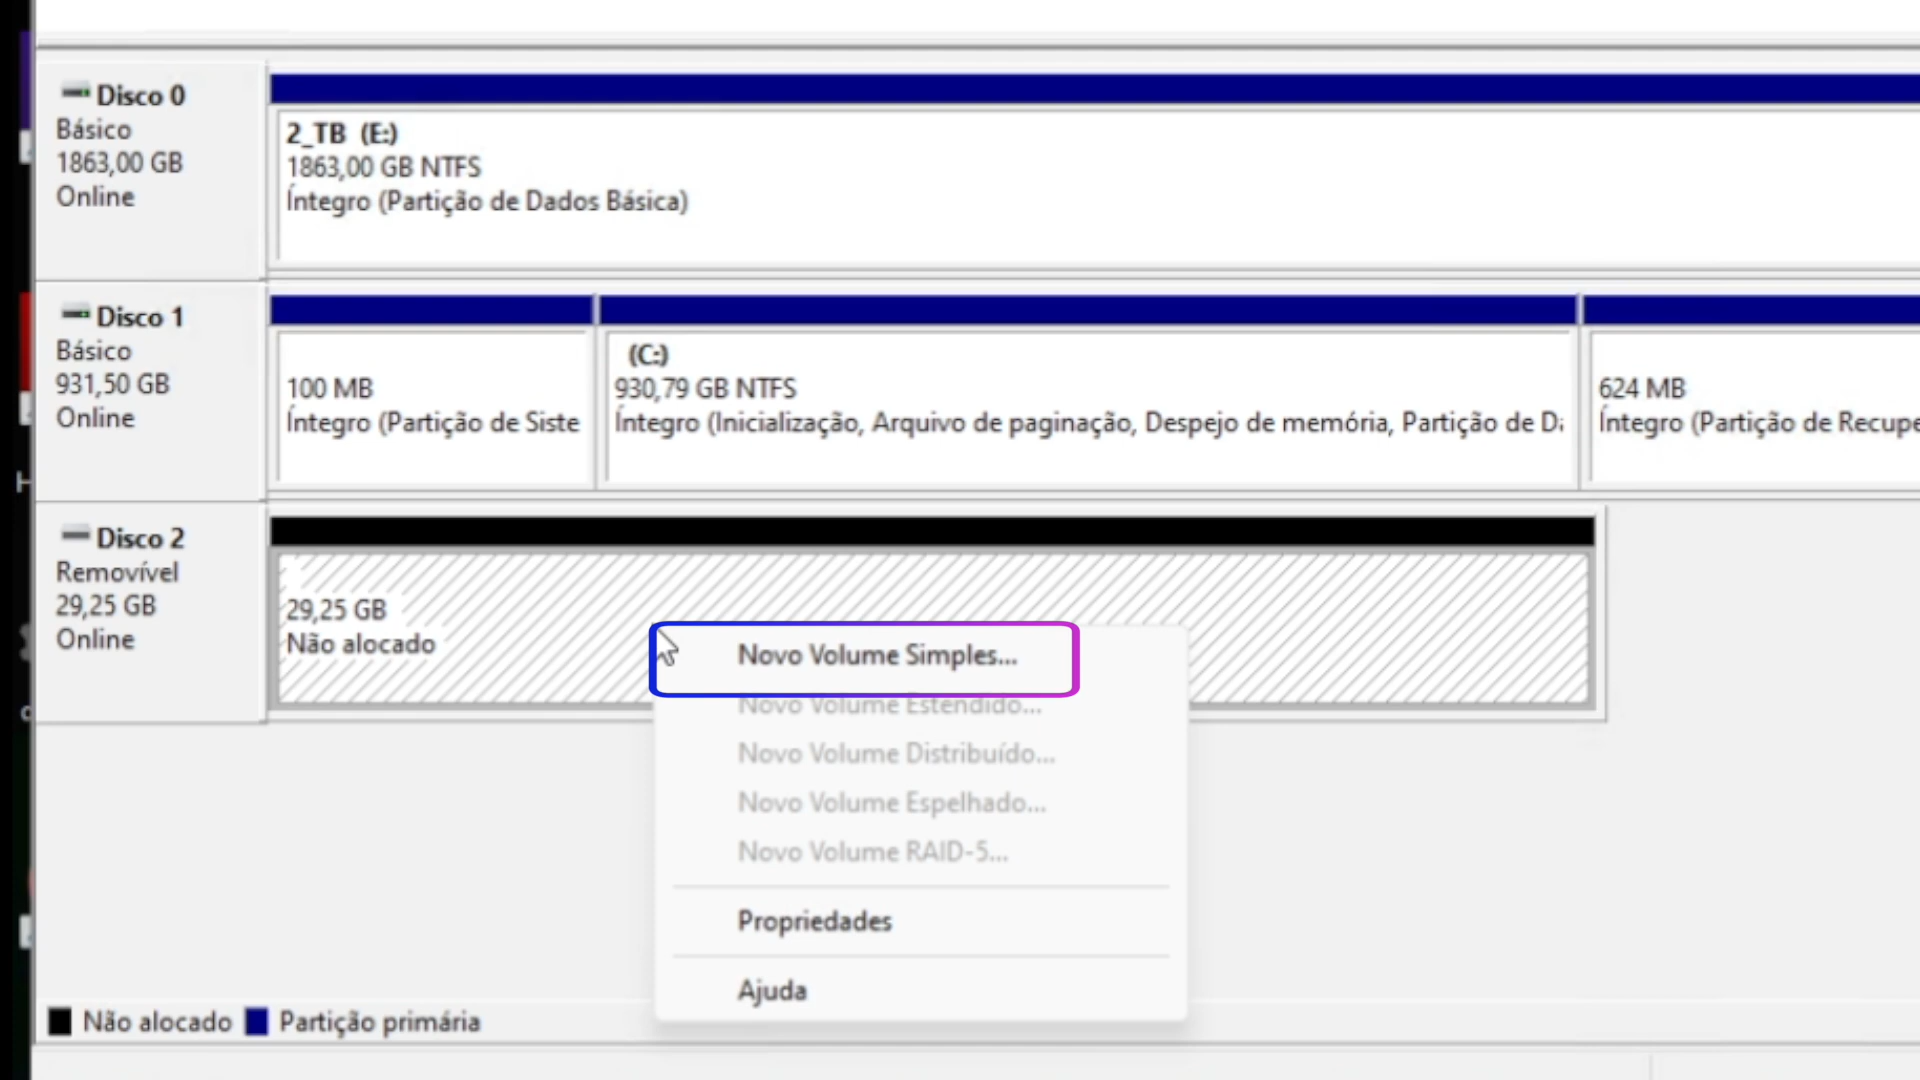 Disco 0
Básico
1863,00 GB
Online
2_TB (E:)
1863,00 GB NTFS
Íntegro (Partição de Dados Básica)
Disco 1
Básico
931,50 GB
Online
100 MB
Íntegro (Partição de Siste
(C:)
930,79 GB NTFS
Íntegro (Inicialização, Arquivo de paginação, Despejo de memória, Partição de Da
624 MB
Íntegro (Partição de Recupe
Disco 2
Removível
29,25 GB
Online
29,25 GB
Não alocado
Novo Volume Simples...
Novo Volume Estendido...
Novo Volume Distribuído...
Novo Volume Espelhado...
Novo Volume RAID-5...
Propriedades
Ajuda
Não alocado
Partição primária